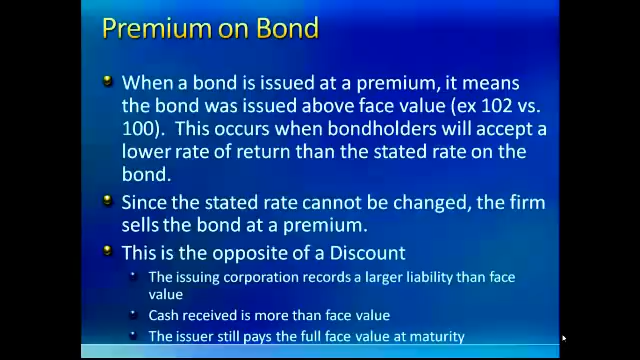 Premium on Bond
When a bond is issued at a premium, it means
the bond was issued above face value (ex 102 vs.
100).  This occurs when bondholders will accept a
lower rate of return than the stated rate on the
bond.
Since the stated rate cannot be changed, the firm
sells the bond at a premium.
This is the opposite of a Discount
The issuing corporation records a larger liability than face
value
Cash received is more than face value
The issuer still pays the full face value at maturity